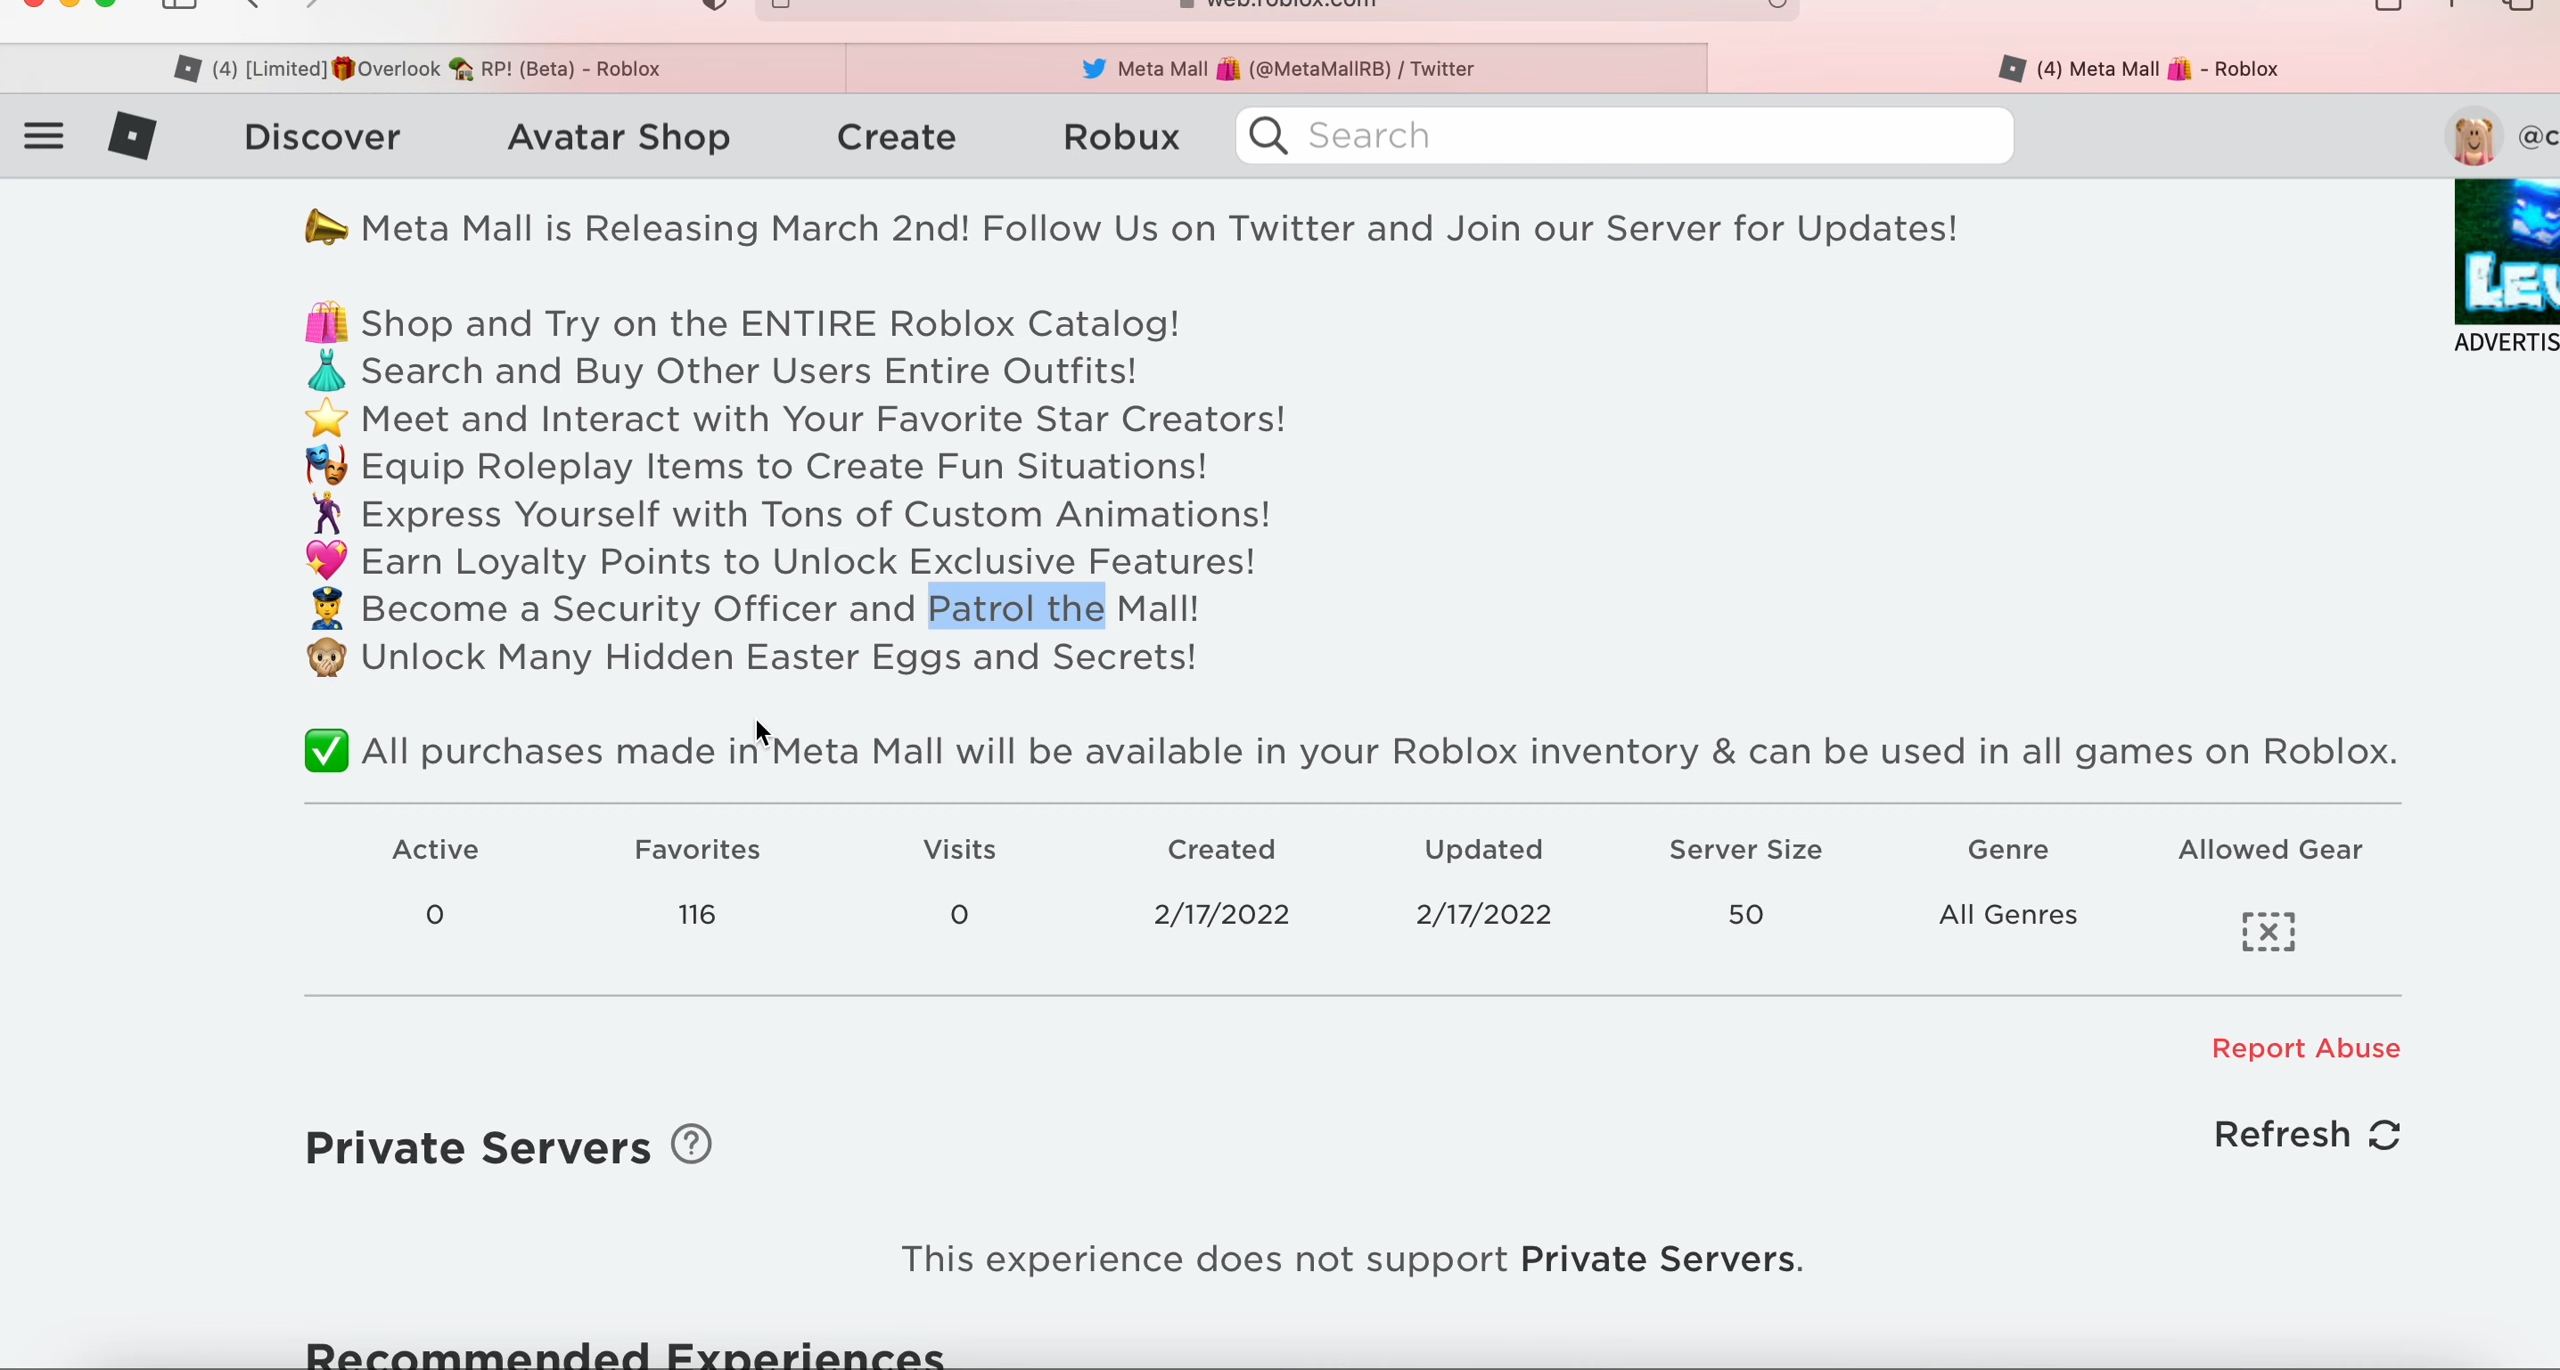 web.roblox.com
(4) [Limited]🎁Overlook 🏡 RP! (Beta) - Roblox
Meta Mall 🛍️ (@MetaMallRB) / Twitter
(4) Meta Mall 🛍️ - Roblox
Discover
Avatar Shop
Create
Robux
Search
📣 Meta Mall is Releasing March 2nd! Follow Us on Twitter and Join our Server for Updates!
🛍️ Shop and Try on the ENTIRE Roblox Catalog!
👗 Search and Buy Other Users Entire Outfits!
⭐ Meet and Interact with Your Favorite Star Creators!
🎭 Equip Roleplay Items to Create Fun Situations!
🕺 Express Yourself with Tons of Custom Animations!
💖 Earn Loyalty Points to Unlock Exclusive Features!
👮 Become a Security Officer and Patrol the Mall!
🙊 Unlock Many Hidden Easter Eggs and Secrets!
✅ All purchases made in Meta Mall will be available in your Roblox inventory & can be used in all games on Roblox.
Active Favorites Visits Created Updated Server Size Genre Allowed Gear
0 116 0 2/17/2022 2/17/2022 50 All Genres
Report Abuse
Private Servers
Refresh
This experience does not support Private Servers.
Recommended Experiences